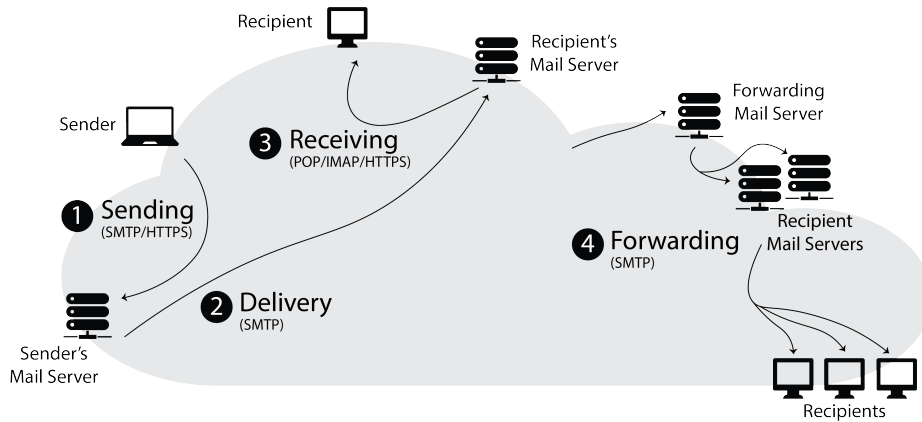 Recipient
Recipient's
Mail Server
Sender
3 Receiving
(POP/IMAP/HTTPS)
Forwarding
Mail Server
1 Sending
(SMTP/HTTPS)
4 Forwarding
(SMTP)
Recipient
Mail Servers
2 Delivery
(SMTP)
Sender's
Mail Server
Recipients